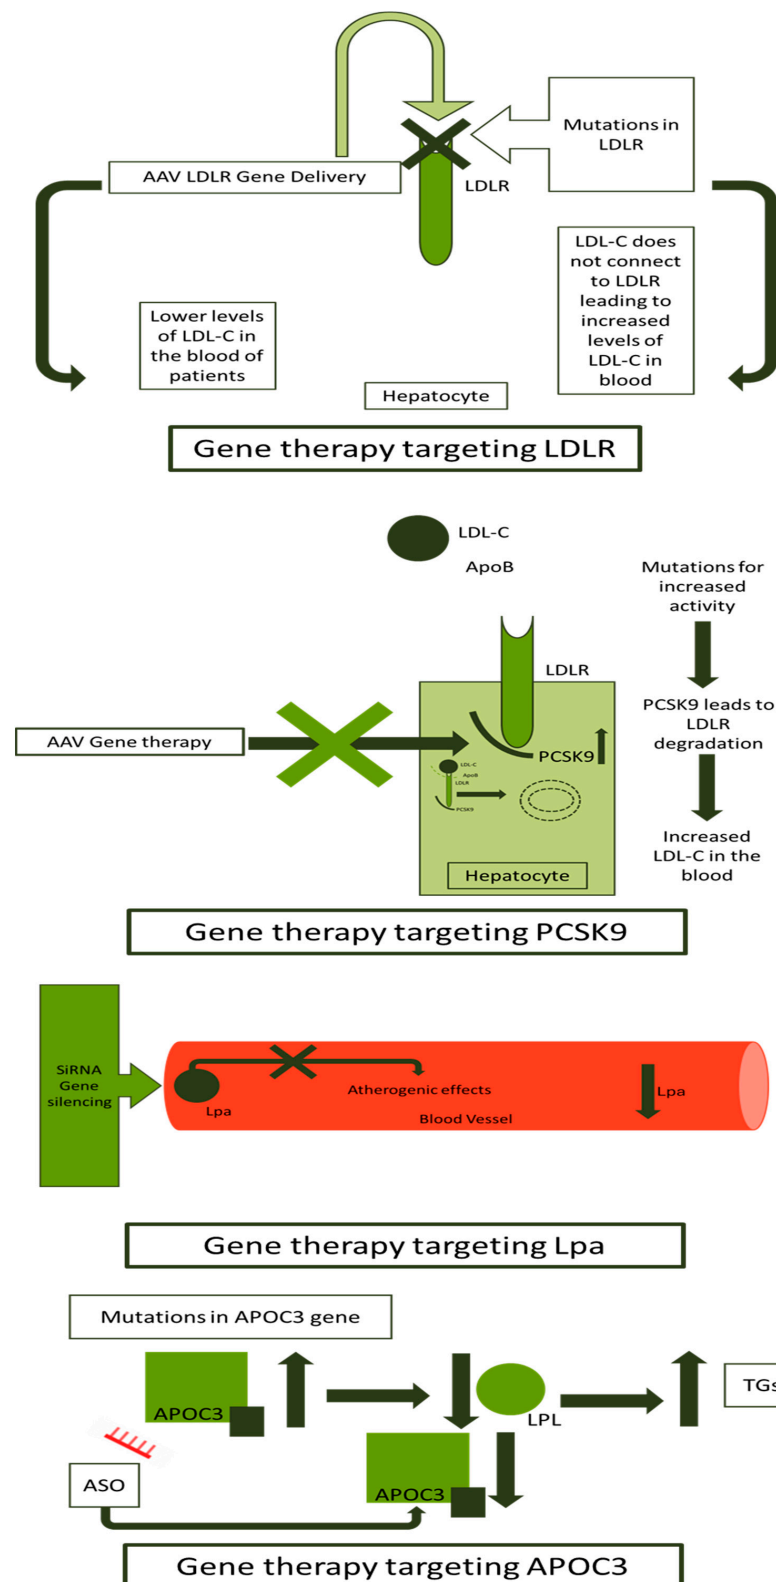 Mutations in
LDLR
AAV LDLR Gene Delivery
LDLR
LDL-C does
not connect
to LDLR
leading to
increased
levels of
LDL-C in
blood
Lower levels
of LDL-C in
the blood of
patients
Hepatocyte
Gene therapy targeting LDLR
LDL-C
ApoB
Mutations for
increased
activity
LDLR
PCSK9 leads to
LDLR
degradation
AAV Gene therapy
PCSK9
LDL-C
ApoB
LDLR
PCSK9
Increased
LDL-C in the
blood
Hepatocyte
Gene therapy targeting PCSK9
SiRNA
Gene
silencing
Lpa
Atherogenic effects
Lpa
Blood Vessel
Gene therapy targeting Lpa
Mutations in APOC3 gene
APOC3
LPL
TGs
ASO
APOC3
Gene therapy targeting APOC3